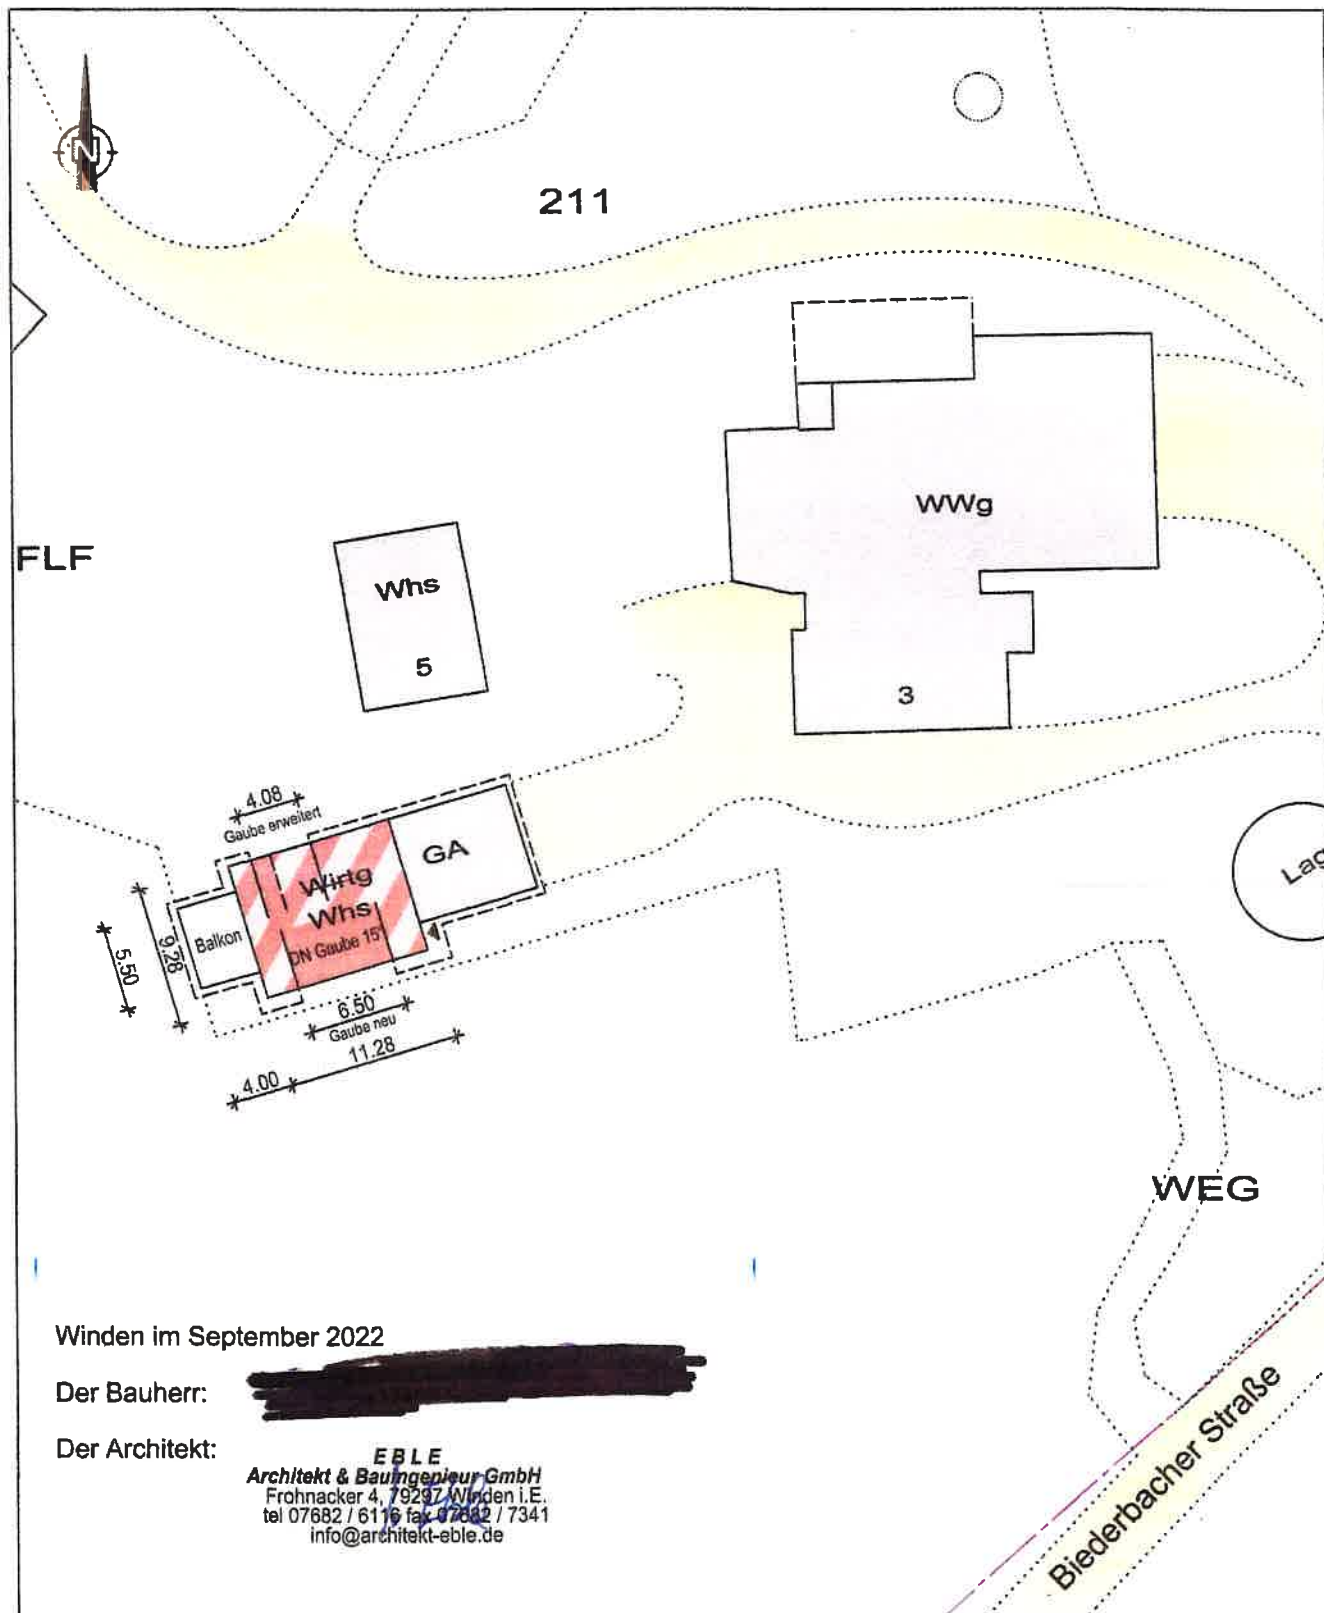 N
211
FLF
WWg
3
Whs
5
4.08
Gaube erweitert
GA
Wirtg
Whs
DN Gaube 15°
Balkon
9.28
5.50
6.50
Gaube neu
11.28
4.00
Lag
WEG
Biederbacher Straße
Winden im September 2022
Der Bauherr:
Der Architekt:
EBLE
Architekt & Bauingenieur GmbH
Frohnacker 4, 79297 Winden i.E.
tel 07682 / 6116 fax 07682 / 7341
info@architekt-eble.de